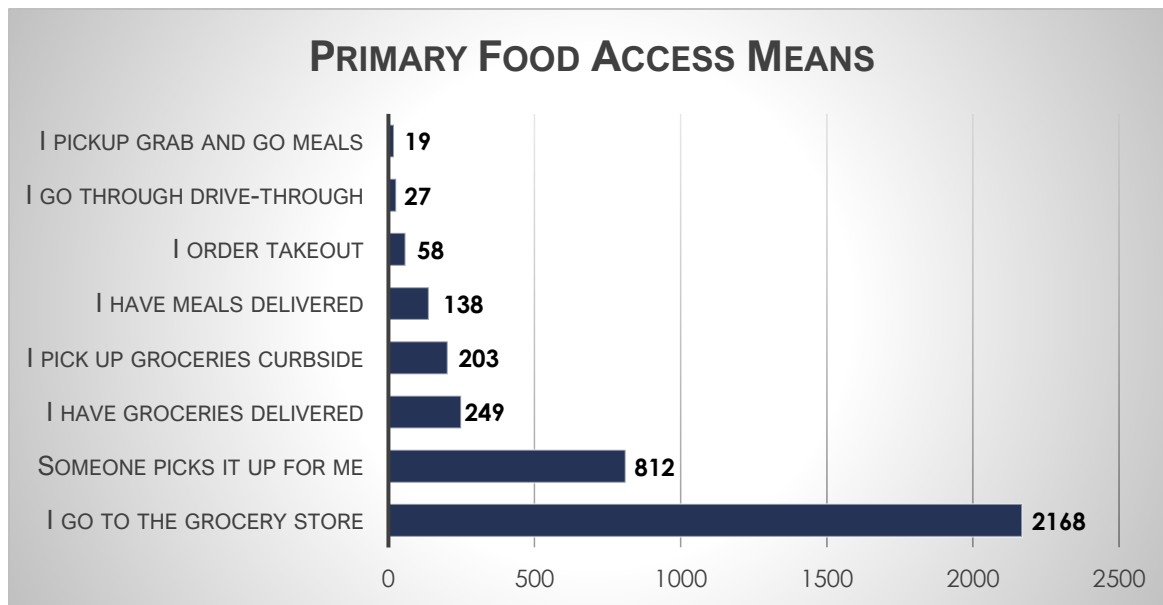 PRIMARY FOOD ACCESS MEANS
I PICKUP GRAB AND GO MEALS 19
I GO THROUGH DRIVE-THROUGH 27
I ORDER TAKEOUT 58
I HAVE MEALS DELIVERED 138
I PICK UP GROCERIES CURBSIDE 203
I HAVE GROCERIES DELIVERED 249
SOMEONE PICKS IT UP FOR ME 812
I GO TO THE GROCERY STORE 2168
0 500 1000 1500 2000 2500